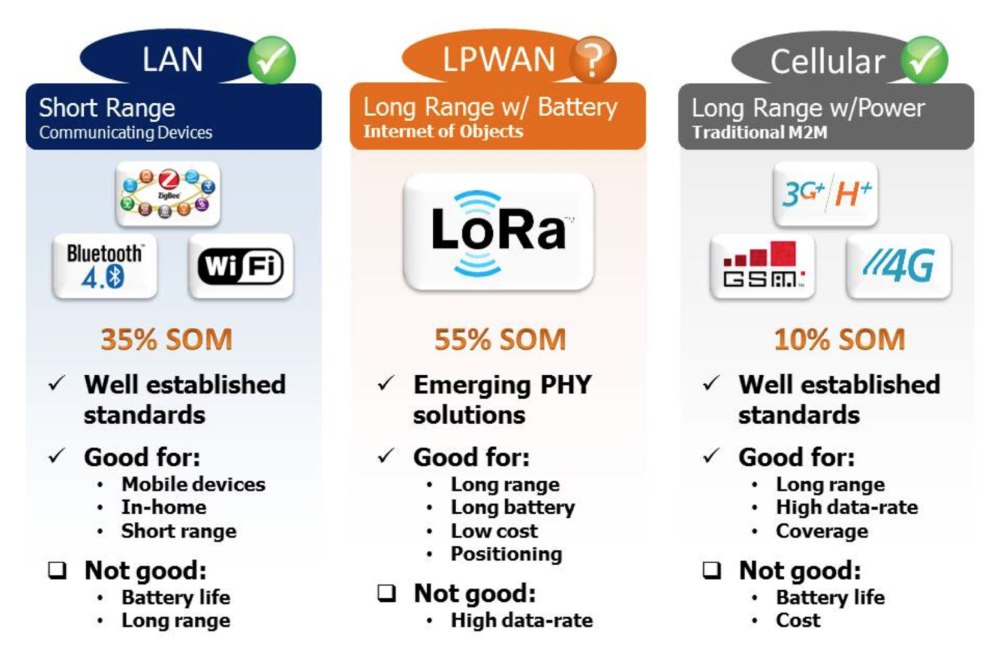 LAN
Short Range
Communicating Devices
ZigBee
Bluetooth™
4.0
Wi Fi
35% SOM
✓ Well established
standards
✓ Good for:
• Mobile devices
• In-home
• Short range
❑ Not good:
• Battery life
• Long range
LPWAN ?
Long Range w/ Battery
Internet of Objects
LoRa™
55% SOM
✓ Emerging PHY
solutions
✓ Good for:
• Long range
• Long battery
• Low cost
• Positioning
❑ Not good:
• High data-rate
Cellular
Long Range w/Power
Traditional M2M
3G+/H+
GSM™
//4G
10% SOM
✓ Well established
standards
✓ Good for:
• Long range
• High data-rate
• Coverage
❑ Not good:
• Battery life
• Cost